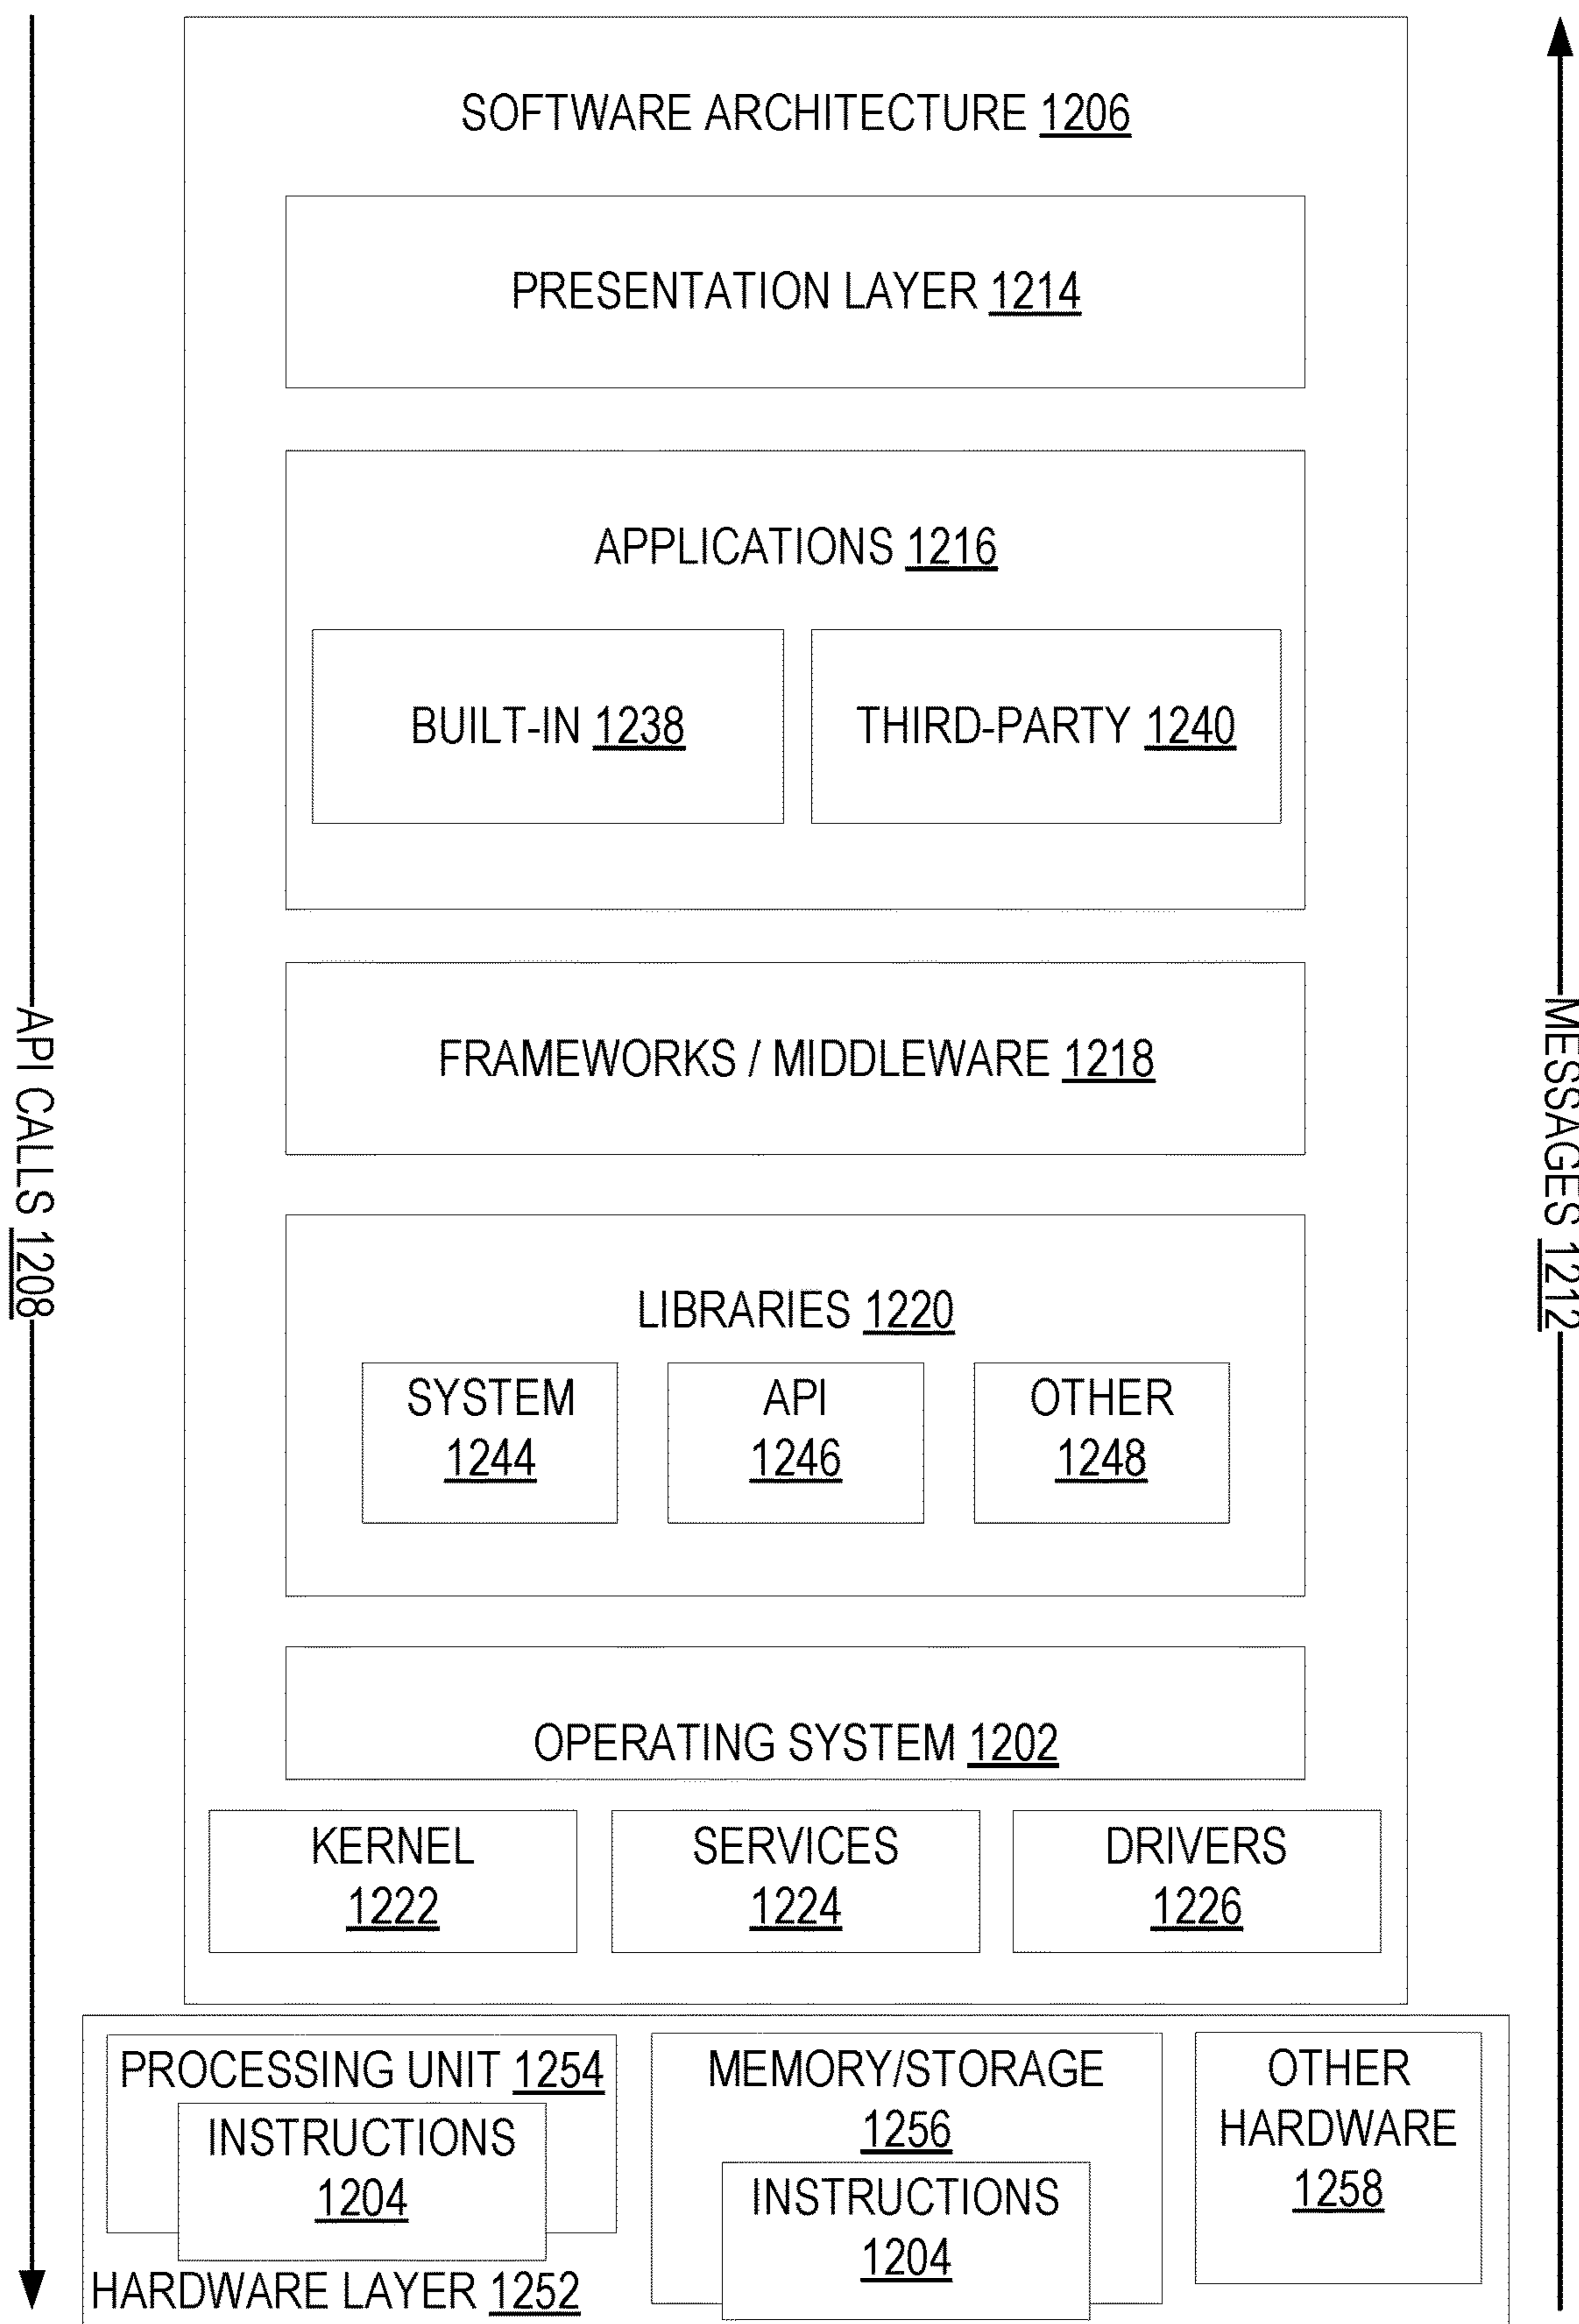 SOFTWARE ARCHITECTURE 1206
PRESENTATION LAYER 1214
APPLICATIONS 1216
BUILT-IN 1238
THIRD-PARTY 1240
FRAMEWORKS / MIDDLEWARE 1218
API CALLS 1208
MESSAGES 1212
LIBRARIES 1220
SYSTEM
1244
API
1246
OTHER
1248
OPERATING SYSTEM 1202
KERNEL
1222
SERVICES
1224
DRIVERS
1226
PROCESSING UNIT 1254
INSTRUCTIONS
1204
MEMORY/STORAGE
1256
INSTRUCTIONS
1204
OTHER
HARDWARE
1258
HARDWARE LAYER 1252